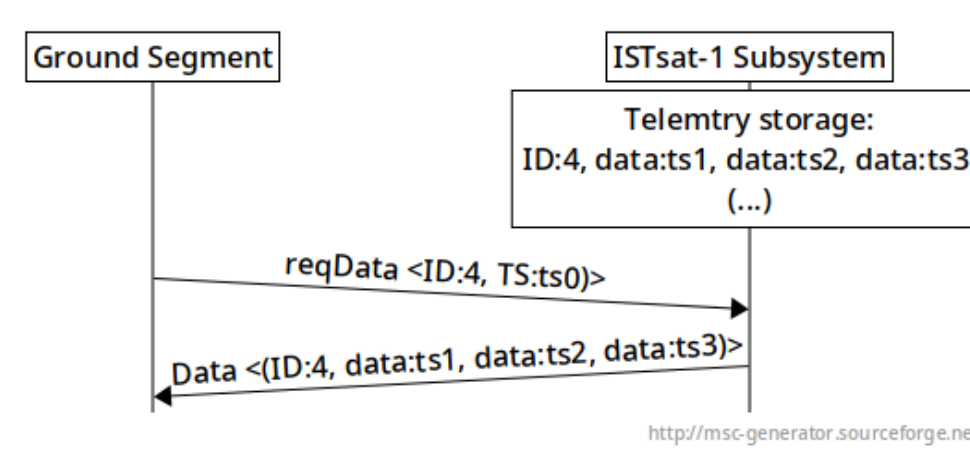 Ground Segment
ISTsat-1 Subsystem
Telemtry storage:
ID:4, data:ts1, data:ts2, data:ts3
(...)
reqData <ID:4, TS:ts0)>
Data <(ID:4, data:ts1, data:ts2, data:ts3)>
http://msc-generator.sourceforge.ne